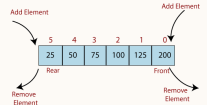 Add Element
Add Element
5 4 3 2 1 0
25 50 75 100 125 200
Rear Front
Remove
Element
Remove
Element